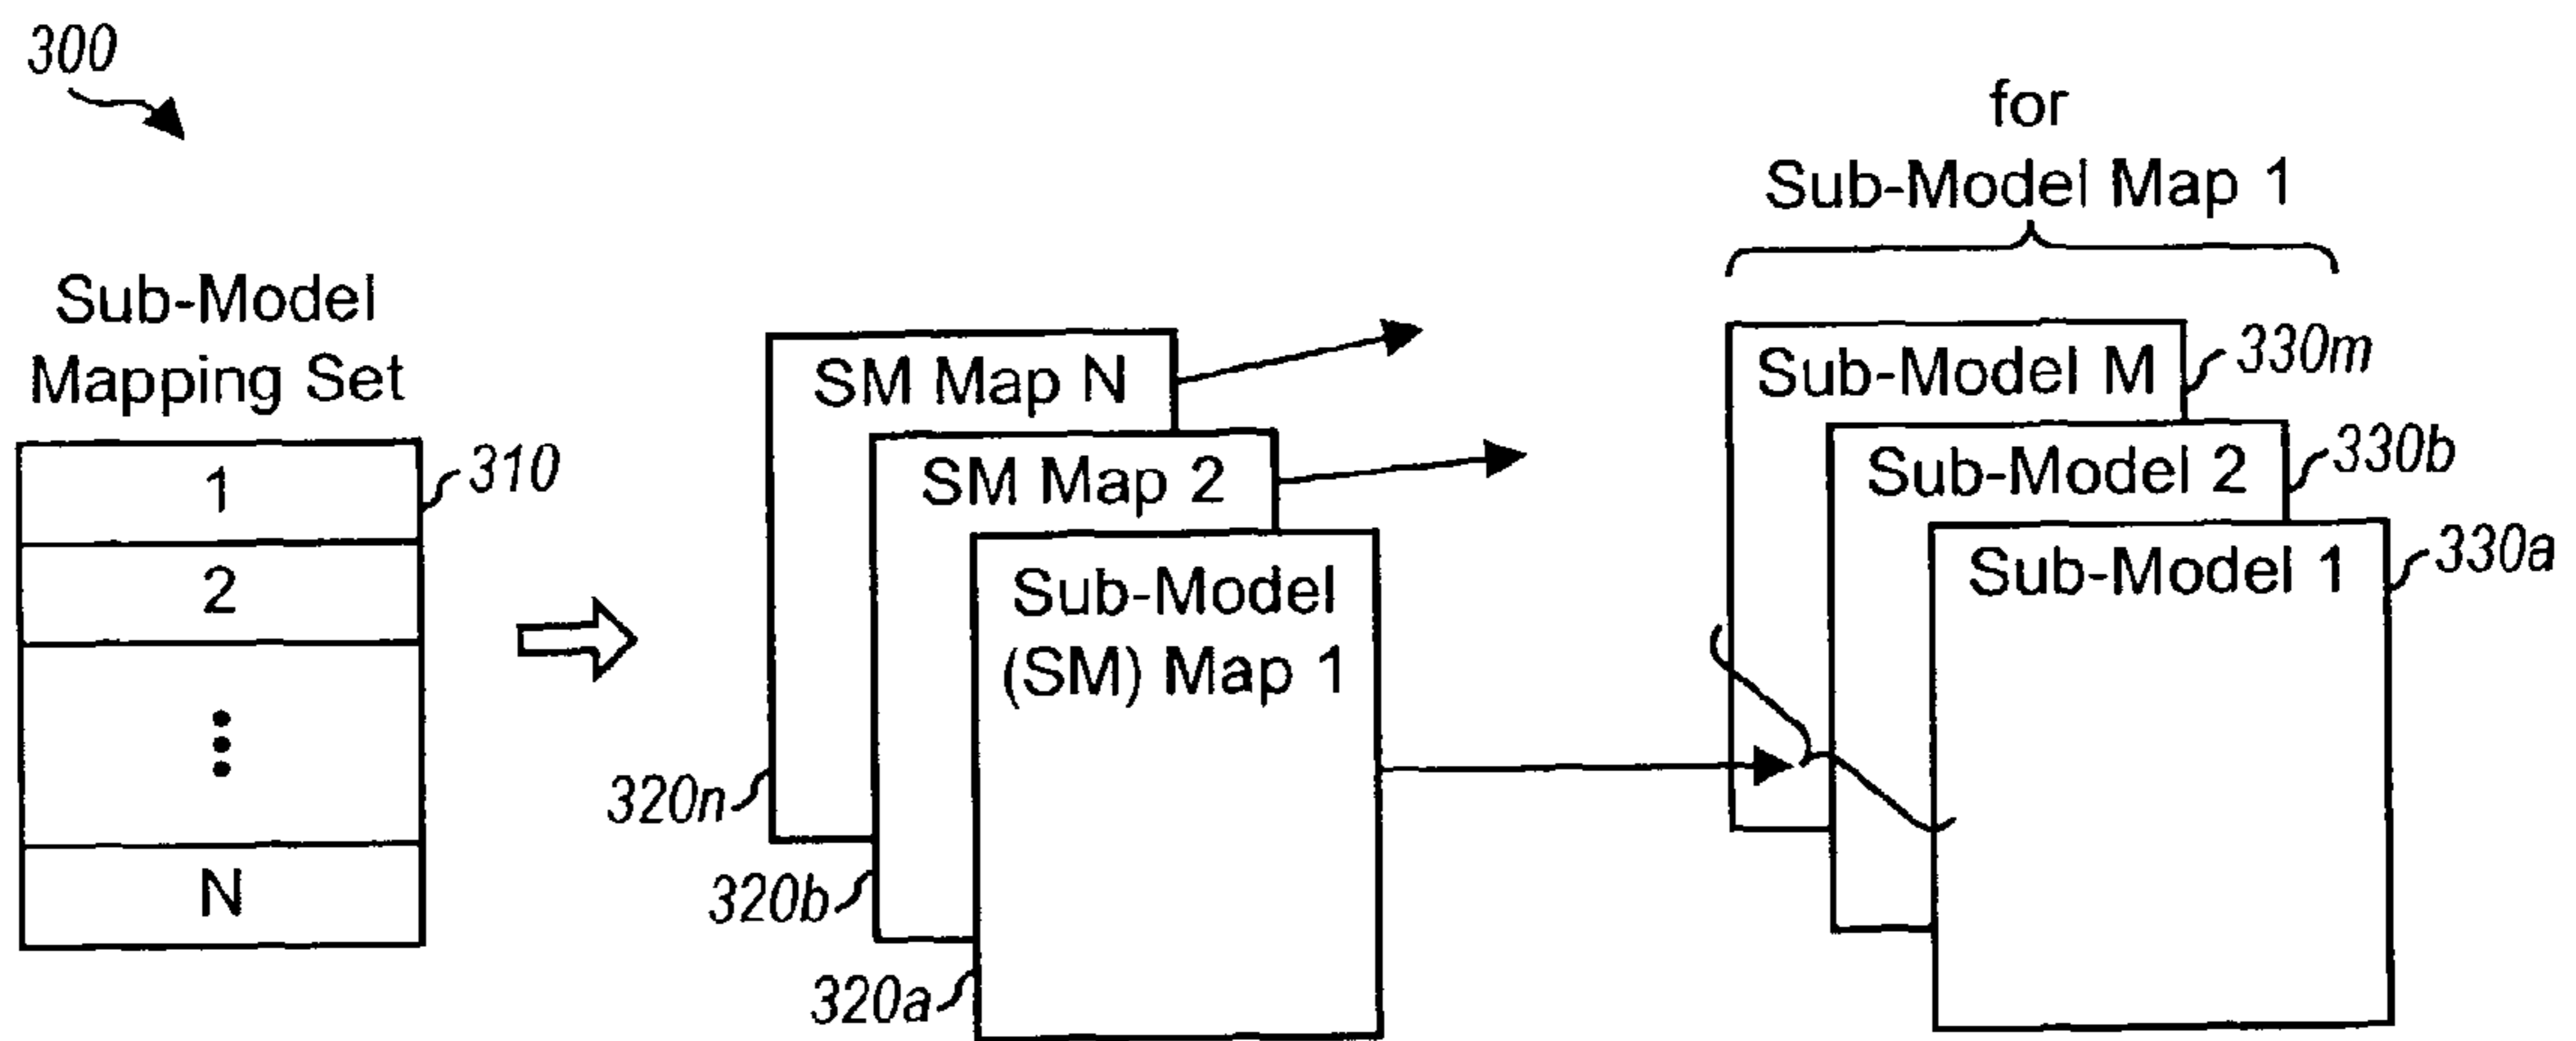 300
for
Sub-Model Map 1
Sub-Model
Mapping Set
1
310
2
N
SM Map N
SM Map 2
Sub-Model
(SM) Map 1
320n
320b
320a
Sub-Model M
330m
Sub-Model 2
330b
Sub-Model 1
330a